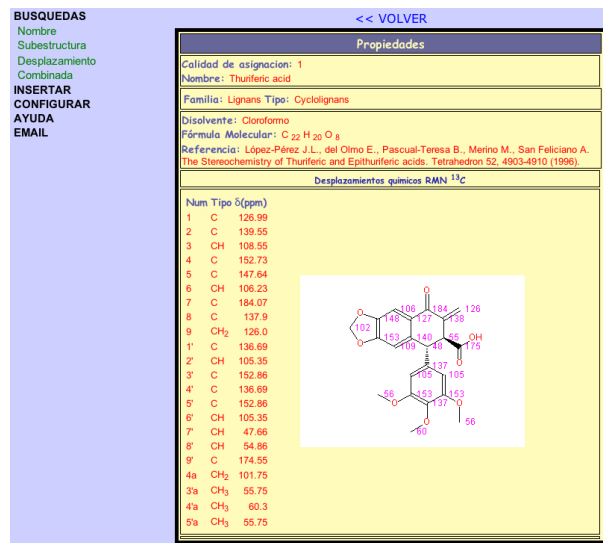 BUSQUEDAS
Nombre
Subestructura
Desplazamiento
Combinada
INSERTAR
CONFIGURAR
AYUDA
EMAIL
<< VOLVER
Propiedades
Calidad de asignacion: 1
Nombre: Thuriferic acid
Familia: Lignans Tipo: Cyclolignans
Disolvente: Cloroformo
Fórmula Molecular: C 22 H 20 O 8
Referencia: López-Pérez J.L., del Olmo E., Pascual-Teresa B., Merino M., San Feliciano A.
The Stereochemistry of Thuriferic and Epithuriferic acids. Tetrahedron 52, 4903-4910 (1996).
Desplazamientos quimicos RMN 13C
Num Tipo δ(ppm)
1 C 126.99
2 C 139.55
3 CH 108.55
4 C 152.73
5 C 147.64
6 CH 106.23
7 C 184.07
8 C 137.9
9 CH2 126.0
1' C 136.69
2' CH 105.35
3' C 152.86
4' C 136.69
5' C 152.86
6' CH 105.35
7' CH 47.66
8' CH 54.86
9' C 174.55
4a CH2 101.75
3'a CH3 55.75
4'a CH3 60.3
5'a CH3 55.75
O
106 184 126
O 148 127 138
102
O 153 140 55 OH
109 48 175
O
137
105 105
56 153 153
O 137 O
O 56
60